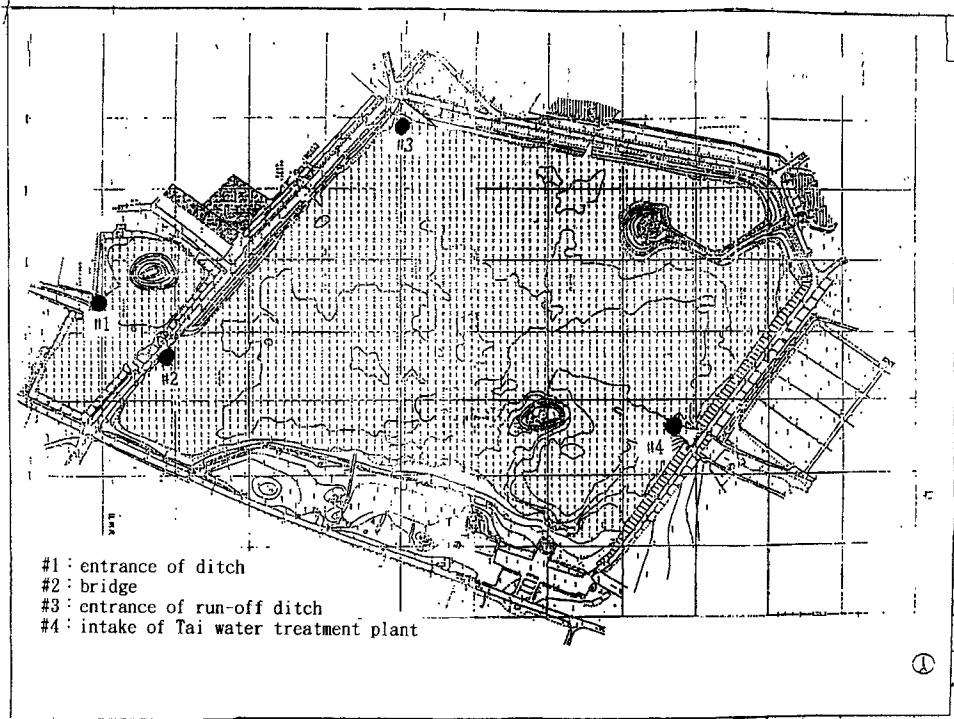 #3
#1
#2
#4
#1 : entrance of ditch
#2 : bridge
#3 : entrance of run-off ditch
#4 : intake of Tai water treatment plant